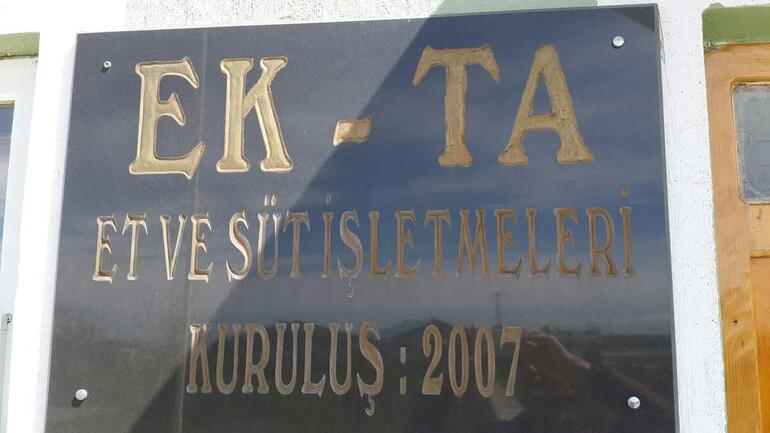 EK - TA
ET VE SÜT İŞLETMELERİ
KURULUŞ : 2007